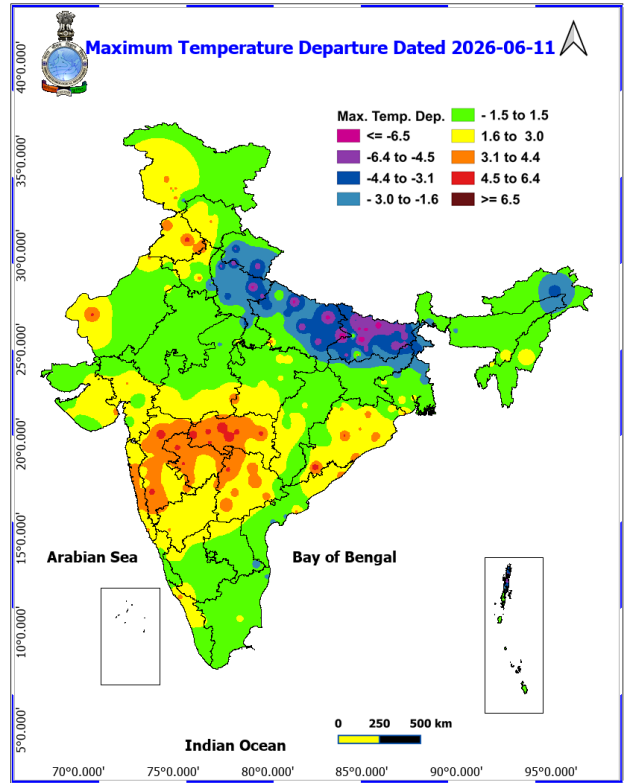 Maximum Temperature Departure Dated 2026-06-11
Max. Temp. Dep.
<= -6.5
-6.4 to -4.5
-4.4 to -3.1
- 3.0 to -1.6
- 1.5 to 1.5
1.6 to 3.0
3.1 to 4.4
4.5 to 6.4
>= 6.5
40°0.000'
35°0.000'
30°0.000'
25°0.000'
20°0.000'
15°0.000'
10°0.000'
5°0.000'
Arabian Sea
Bay of Bengal
Indian Ocean
0 250 500 km
70°0.000' 75°0.000' 80°0.000' 85°0.000' 90°0.000' 95°0.000'